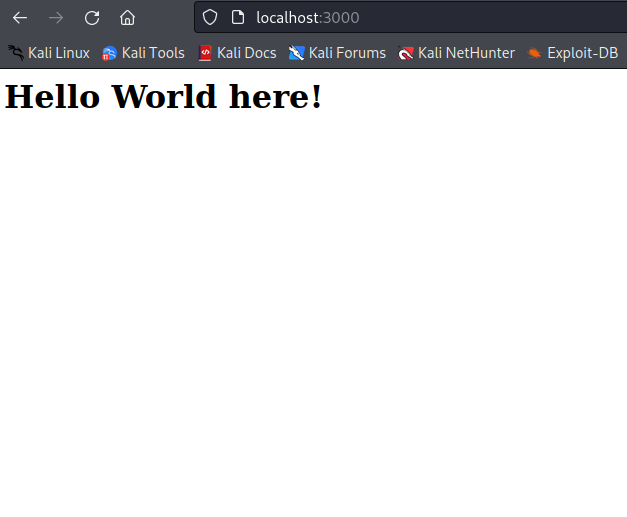 localhost:3000
Kali Linux Kali Tools Kali Docs Kali Forums Kali NetHunter Exploit-DB
Hello World here!